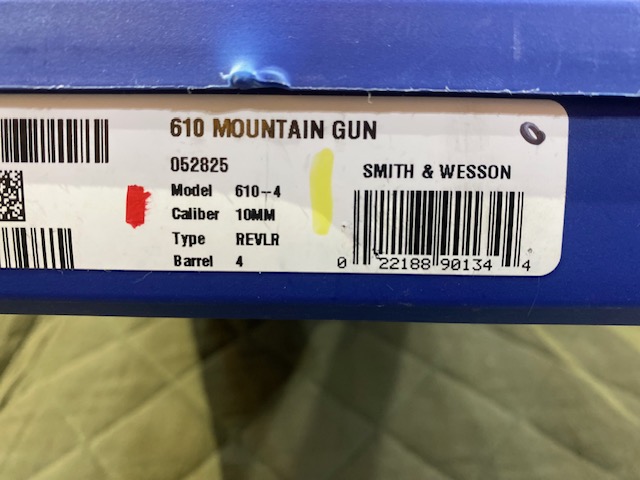 610 MOUNTAIN GUN
052825
Model 610-4
Caliber 10MM
Type REVLR
Barrel 4
0
SMITH & WESSON
0 22188 90134 4